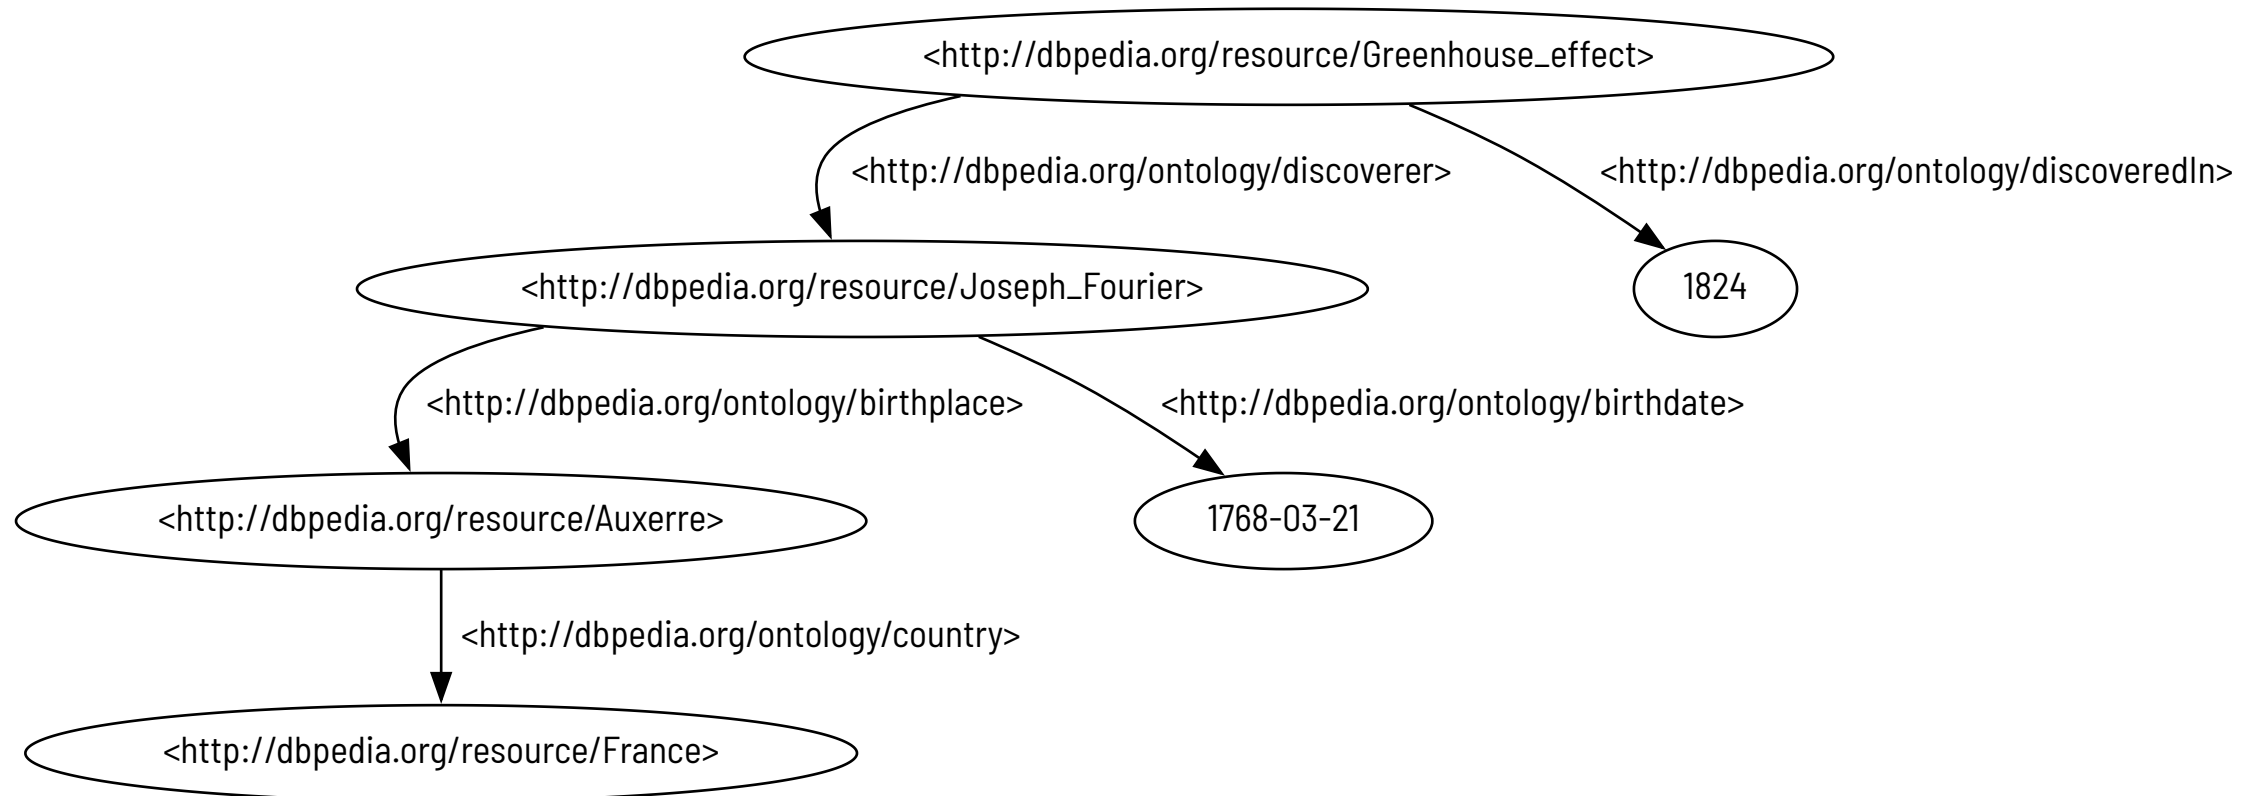 <http://dbpedia.org/resource/Greenhouse_effect>
<http://dbpedia.org/ontology/discoverer>
<http://dbpedia.org/ontology/discoveredIn>
<http://dbpedia.org/resource/Joseph_Fourier>
1824
<http://dbpedia.org/ontology/birthplace>
<http://dbpedia.org/ontology/birthdate>
<http://dbpedia.org/resource/Auxerre>
1768-03-21
<http://dbpedia.org/ontology/country>
<http://dbpedia.org/resource/France>